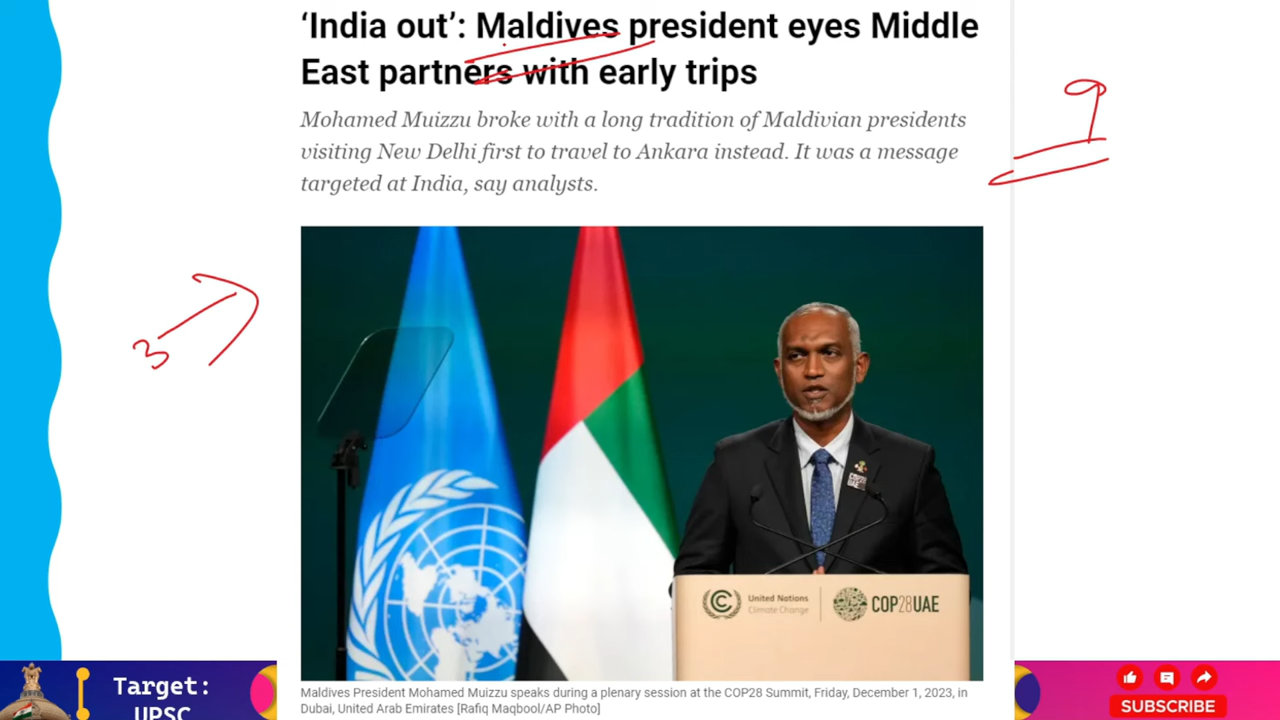 ‘India out’: Maldives president eyes Middle
East partners with early trips
Mohamed Muizzu broke with a long tradition of Maldivian presidents
visiting New Delhi first to travel to Ankara instead. It was a message
targeted at India, say analysts.
9
3
United Nations
Climate Change
COP28UAE
Maldives President Mohamed Muizzu speaks during a plenary session at the COP28 Summit, Friday, December 1, 2023, in
Dubai, United Arab Emirates [Rafiq Maqbool/AP Photo]
Target:
UPSC
SUBSCRIBE